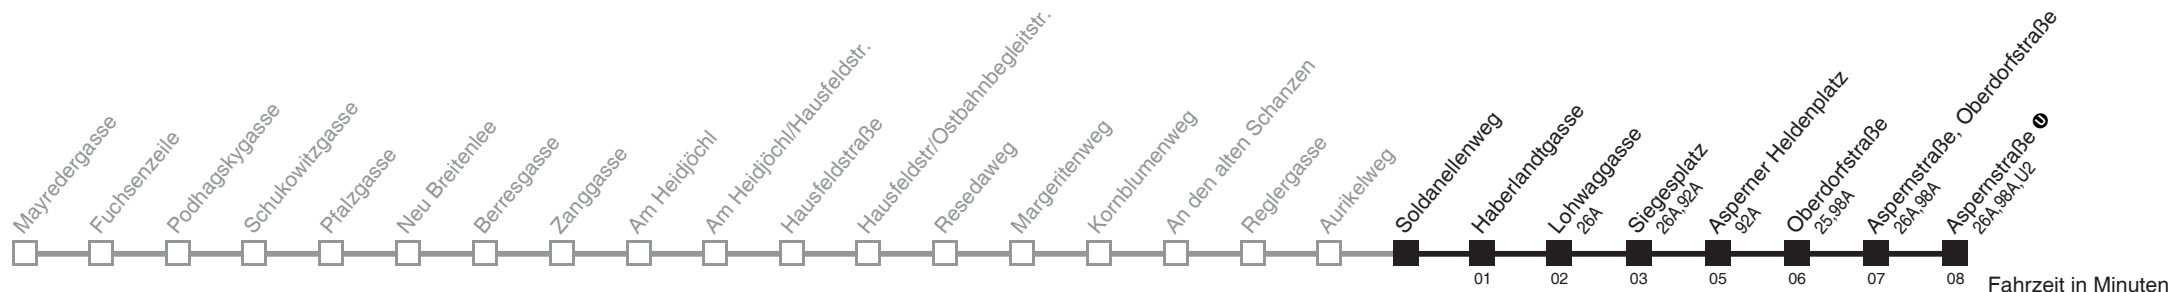 Mayredergasse
Fuchsenzeile
Podhagskygasse
Schukowitzgasse
Pfalzgasse
Neu Breitenlee
Berresgasse
Zanggasse
Am Heidjöchl
Am Heidjöchl/Hausfeldstr.
Hausfeldstraße
Hausfeldstr/Ostbahnbegleitstr.
Resedaweg
Margeritenweg
Kornblumenweg
An den alten Schanzen
Reglergasse
Aurikelweg
Soldanellenweg
Haberlandtgasse
Lohwaggasse
26A
Siegesplatz
26A,92A
Asperner Heldenplatz
92A
Oberdorfstraße
25,98A
Aspernstraße, Oberdorfstraße
26A,98A
Aspernstraße U
26A,98A,U2
01 02 03 05 06 07 08 Fahrzeit in Minuten